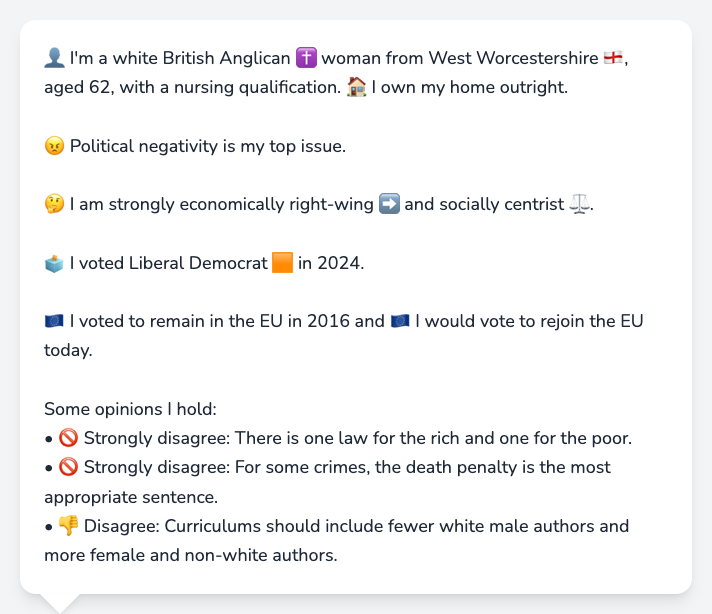 👤 I'm a white British Anglican ✝️ woman from West Worcestershire 🏴󠁧󠁢󠁥󠁮󠁧󠁿,
aged 62, with a nursing qualification. 🏠 I own my home outright.
😠 Political negativity is my top issue.
🤔 I am strongly economically right-wing ➡️ and socially centrist ⚖️.
🗳️ I voted Liberal Democrat 🟧 in 2024.
🇪🇺 I voted to remain in the EU in 2016 and 🇪🇺 I would vote to rejoin the EU
today.
Some opinions I hold:
• 🚫 Strongly disagree: There is one law for the rich and one for the poor.
• 🚫 Strongly disagree: For some crimes, the death penalty is the most
appropriate sentence.
• 👎 Disagree: Curriculums should include fewer white male authors and
more female and non-white authors.